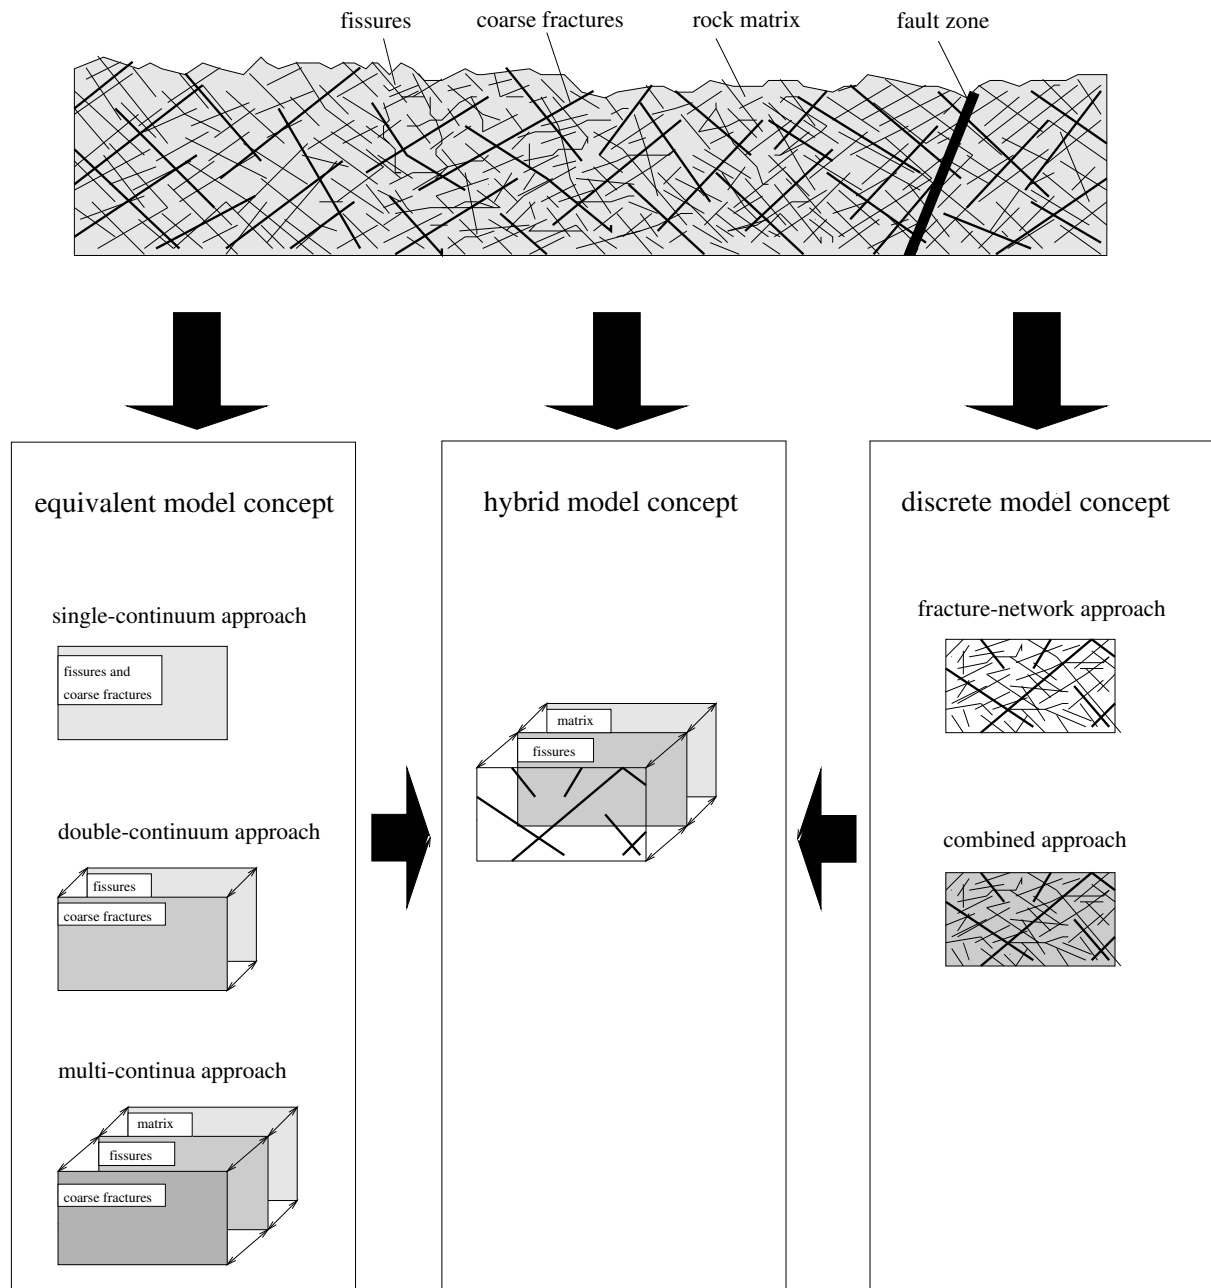 fissures
coarse fractures
rock matrix
fault zone
equivalent model concept
single-continuum approach
fissures and
coarse fractures
double-continuum approach
fissures
coarse fractures
multi-continua approach
matrix
fissures
coarse fractures
hybrid model concept
matrix
fissures
discrete model concept
fracture-network approach
combined approach